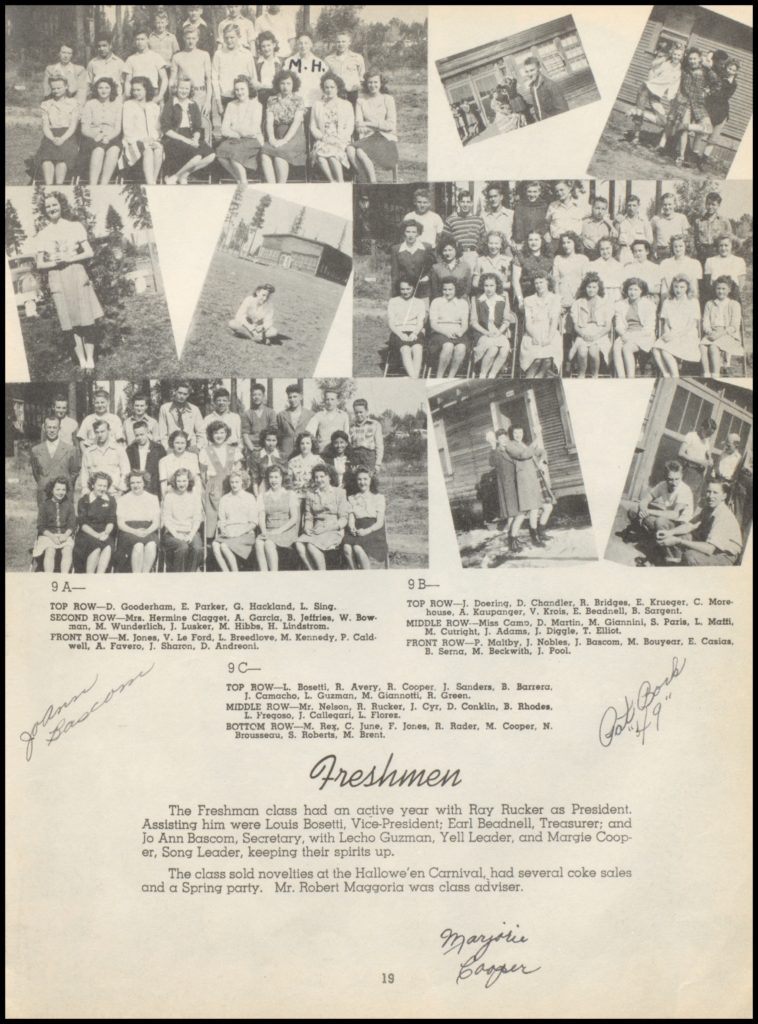 M.H.
9A—
TOP ROW—D. Gooderham, E. Parker, G. Hackland, L. Sing.
SECOND ROW—Mrs. Hermine Clagget, A. Garcia, B. Jeffries, W. Bow-
man, M. Wunderlich, J. Lusker, M. Hibbs, H. Lindstrom.
FRONT ROW—M. Jones, V. Le Ford, L. Breedlove, M. Kennedy, P. Cald-
well, A. Favero, J. Sharon, D. Andreoni.
9B—
TOP ROW—J. Doering, D. Chandler, R. Bridges, E. Krueger, C. More-
house, A. Kaupanger, V. Krois, E. Beadnell, B. Sargent.
MIDDLE ROW—Miss Camp, D. Martin, M. Giannini, S. Paris, L. Matti,
M. Cutright, J. Adams, J. Diggle, T. Elliot.
FRONT ROW—P. Maltby, J. Nobles, J. Bascom, M. Bouyear, E. Casias,
B. Serna, M. Beckwith, J. Pool.
9C—
TOP ROW—L. Bosetti, R. Avery, R. Cooper, J. Sanders, B. Barrera,
J. Camacho, L. Guzman, M. Giannotti, R. Green.
MIDDLE ROW—Mr. Nelson, R. Rucker, J. Cyr, D. Conklin, B. Rhodes,
L. Fregoso, J. Callegari, L. Florez.
BOTTOM ROW—M. Rex, C. June, F. Jones, R. Rader, M. Cooper, N.
Brousseau, S. Roberts, M. Brent.
JoAnn
Bascom
Pat
"49"
Freshmen
The Freshman class had an active year with Ray Rucker as President.
Assisting him were Louis Bosetti, Vice-President; Earl Beadnell, Treasurer; and
Jo Ann Bascom, Secretary, with Lecho Guzman, Yell Leader, and Margie Coop-
er, Song Leader, keeping their spirits up.
The class sold novelties at the Hallowe'en Carnival, had several coke sales
and a Spring party. Mr. Robert Maggoria was class adviser.
Marjorie
Cooper
19